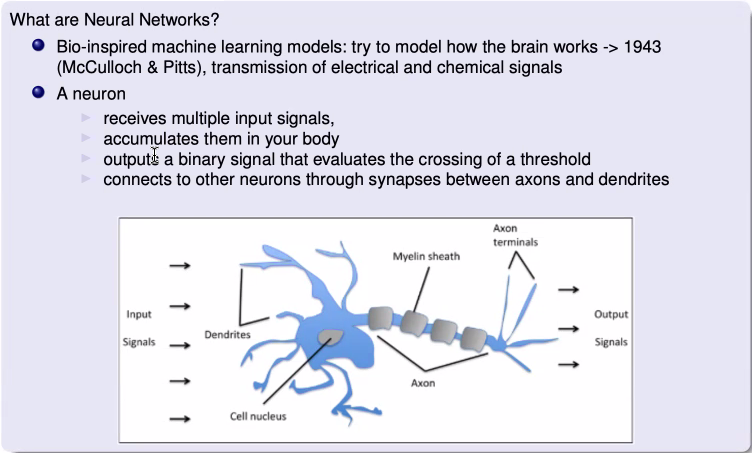 What are Neural Networks?
Bio-inspired machine learning models: try to model how the brain works -> 1943
(McCulloch & Pitts), transmission of electrical and chemical signals
A neuron
receives multiple input signals,
accumulates them in your body
outputs a binary signal that evaluates the crossing of a threshold
connects to other neurons through synapses between axons and dendrites
Axon
terminals
Myelin sheath
Input
Signals
Dendrites
Output
Signals
Axon
Cell nucleus